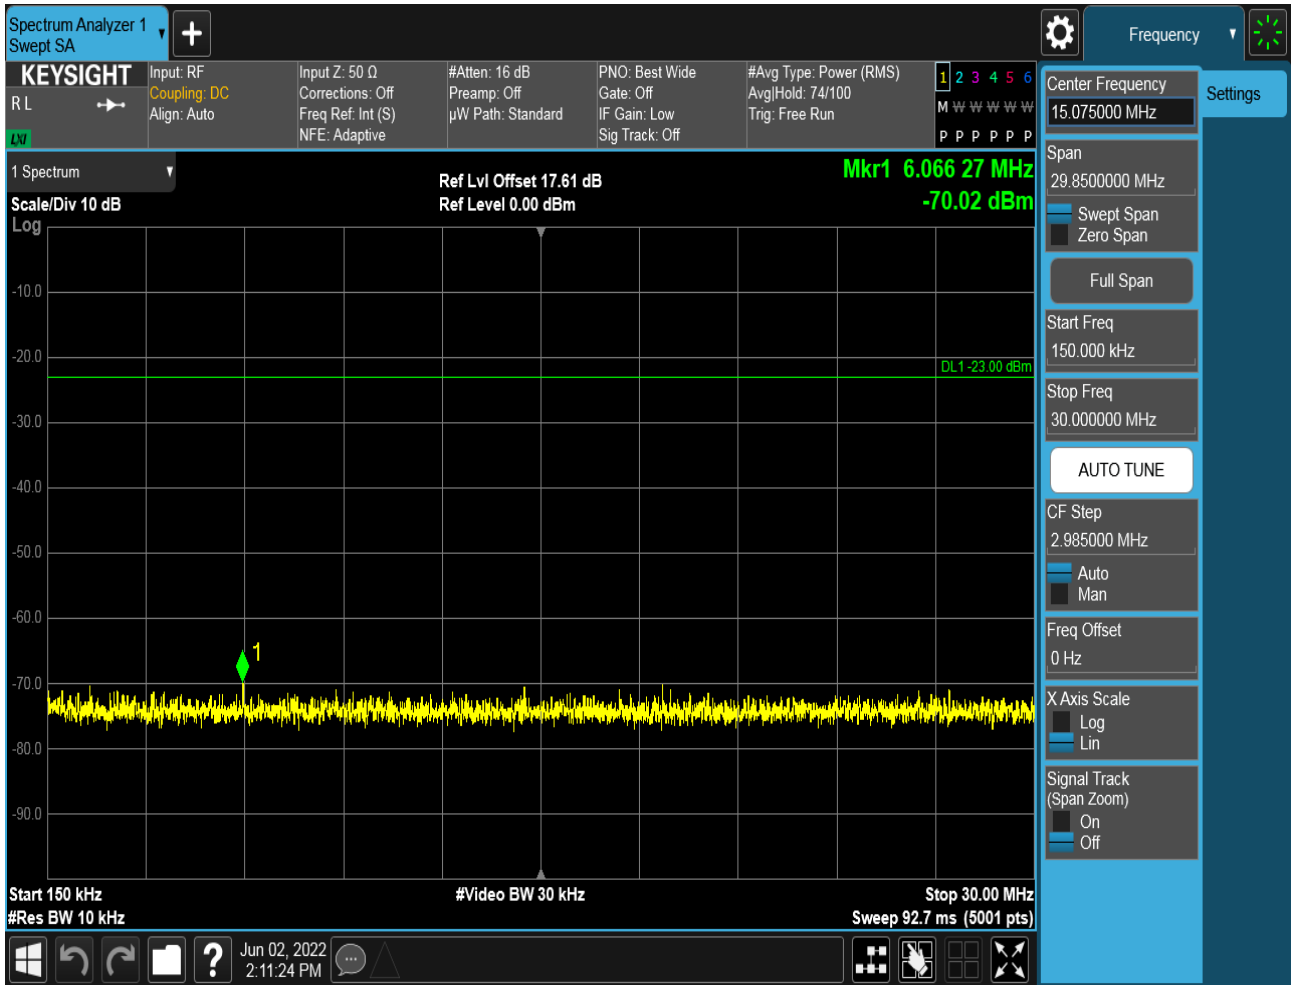 Spectrum Analyzer 1
Swept SA
Frequency
KEYSIGHT
R L
LXI
Input: RF
Coupling: DC
Align: Auto
Input Z: 50 Ω
Corrections: Off
Freq Ref: Int (S)
NFE: Adaptive
#Atten: 16 dB
Preamp: Off
µW Path: Standard
PNO: Best Wide
Gate: Off
IF Gain: Low
Sig Track: Off
#Avg Type: Power (RMS)
Avg|Hold: 74/100
Trig: Free Run
1 2 3 4 5 6
M W W W W W
P P P P P P
1 Spectrum
Scale/Div 10 dB
Log
Ref Lvl Offset 17.61 dB
Ref Level 0.00 dBm
Mkr1 6.066 27 MHz
-70.02 dBm
-10.0
-20.0
DL1 -23.00 dBm
-30.0
-40.0
-50.0
-60.0
1
-70.0
-80.0
-90.0
Start 150 kHz
#Res BW 10 kHz
#Video BW 30 kHz
Stop 30.00 MHz
Sweep 92.7 ms (5001 pts)
?
Jun 02, 2022
2:11:24 PM
Center Frequency
15.075000 MHz
Settings
Span
29.8500000 MHz
Swept Span
Zero Span
Full Span
Start Freq
150.000 kHz
Stop Freq
30.000000 MHz
AUTO TUNE
CF Step
2.985000 MHz
Auto
Man
Freq Offset
0 Hz
X Axis Scale
Log
Lin
Signal Track
(Span Zoom)
On
Off